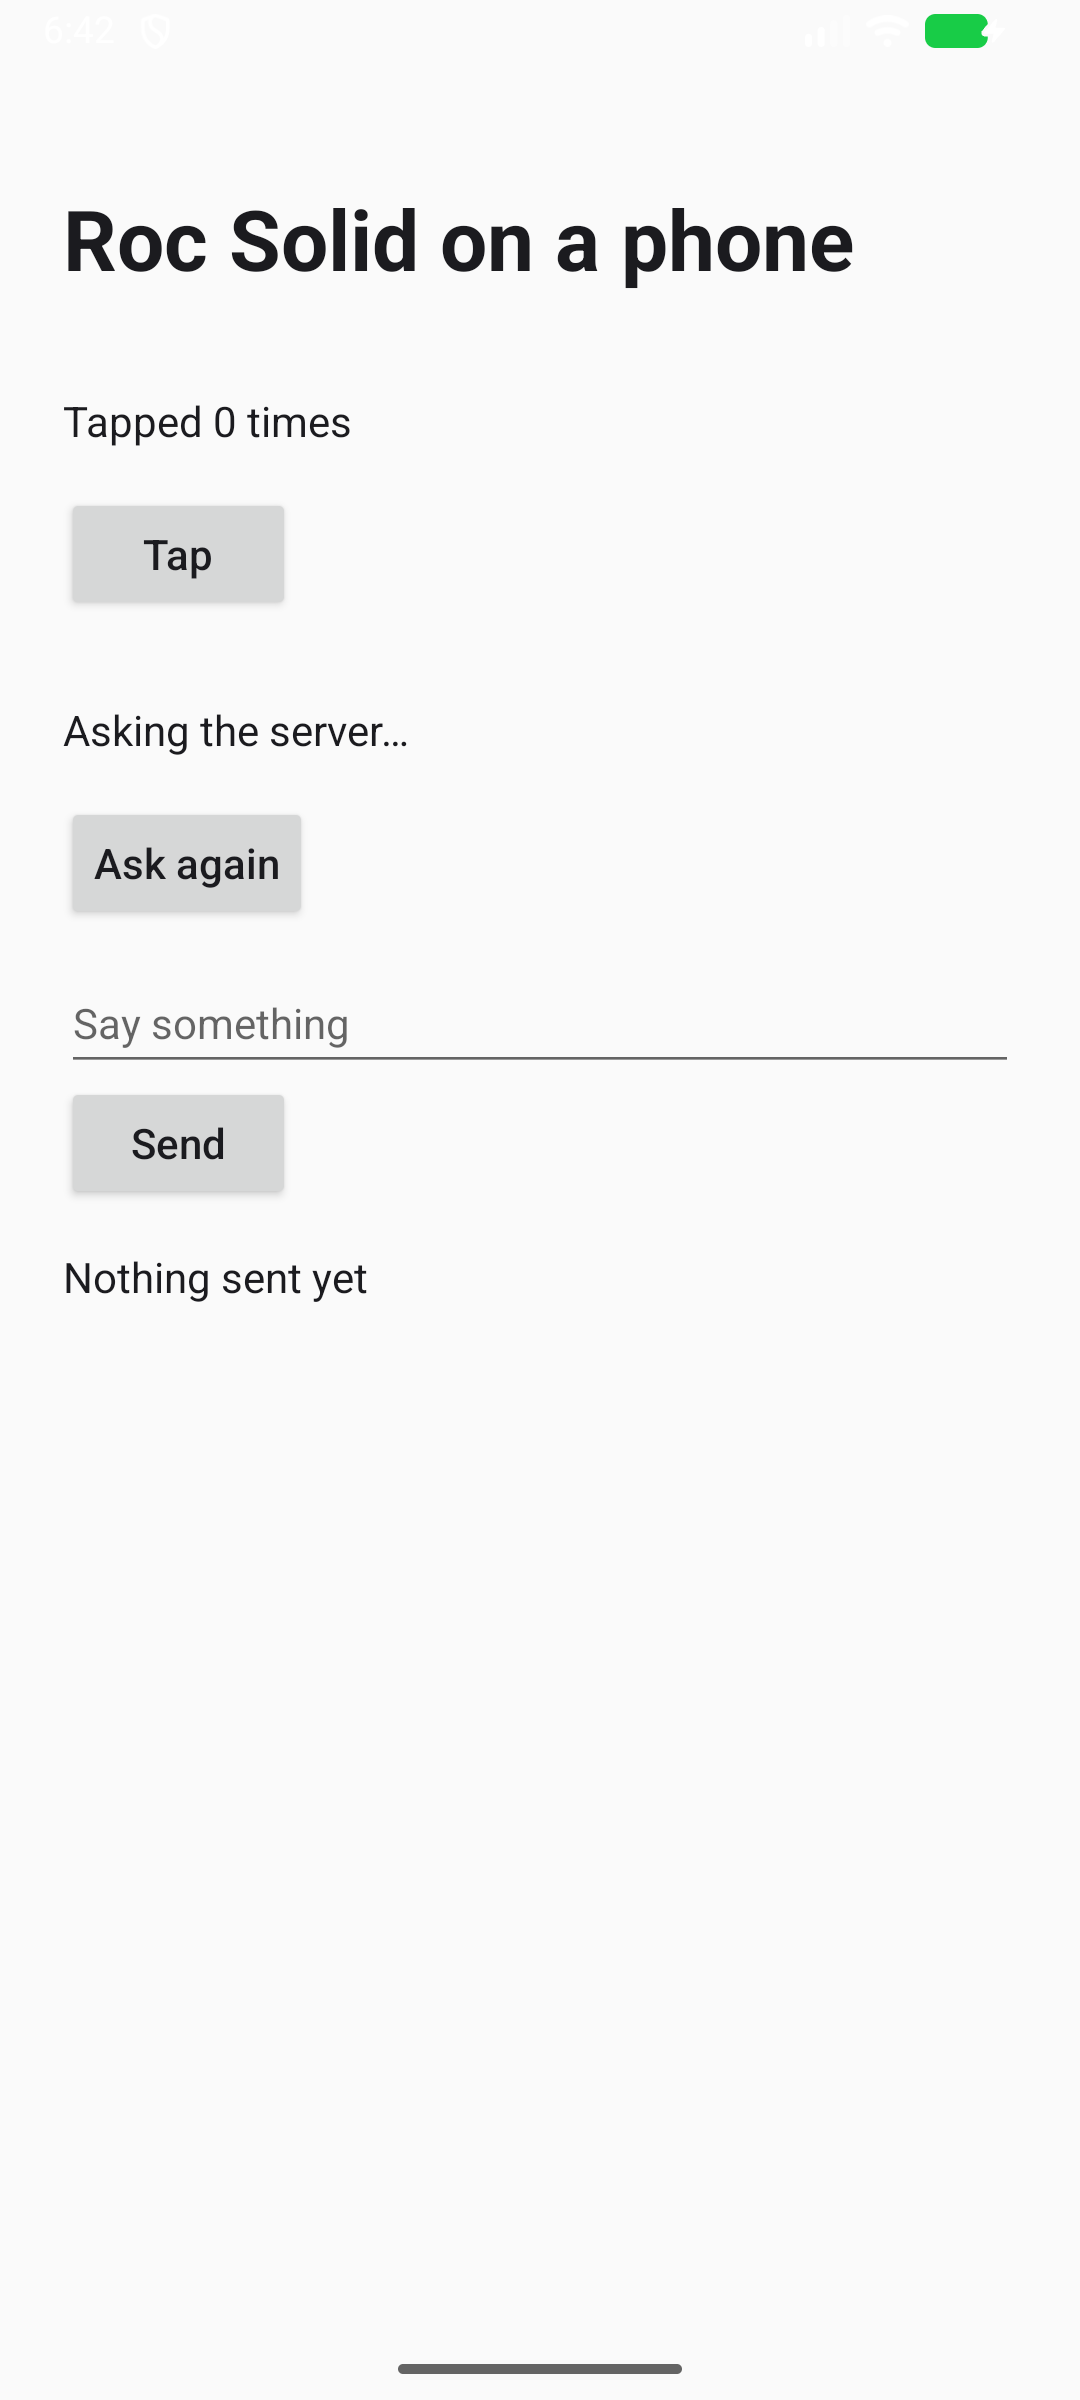 6:42
Roc Solid on a phone
Tapped 0 times
Tap
Asking the server…
Ask again
Say something
Send
Nothing sent yet